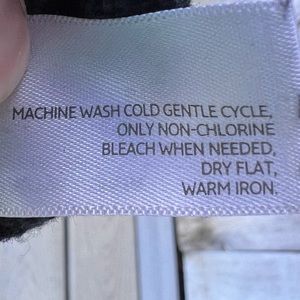 MACHINE WASH COLD GENTLE CYCLE,
ONLY NON-CHLORINE
BLEACH WHEN NEEDED,
DRY FLAT,
WARM IRON.